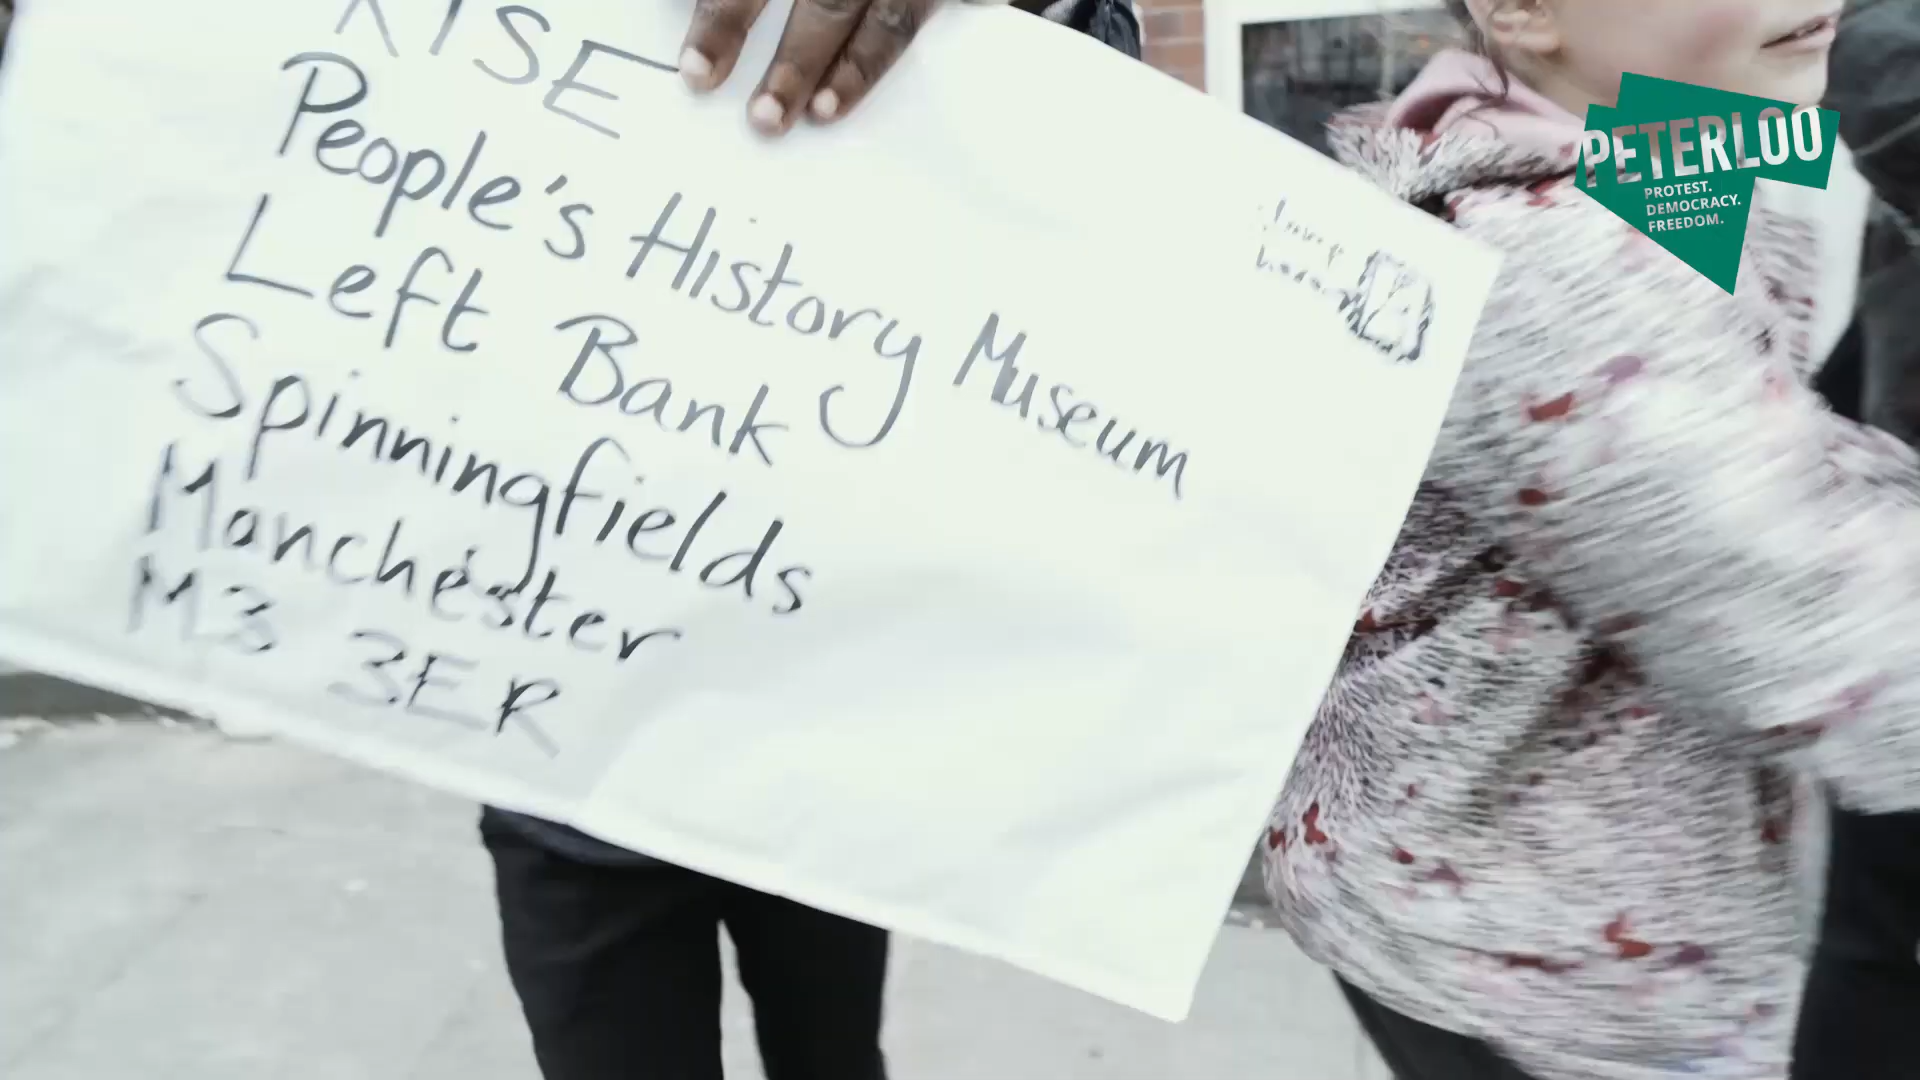 RISE
People's History Museum
Left Bank
Spinningfields
Manchester
M3 3ER
PETERLOO
PROTEST.
DEMOCRACY.
FREEDOM.